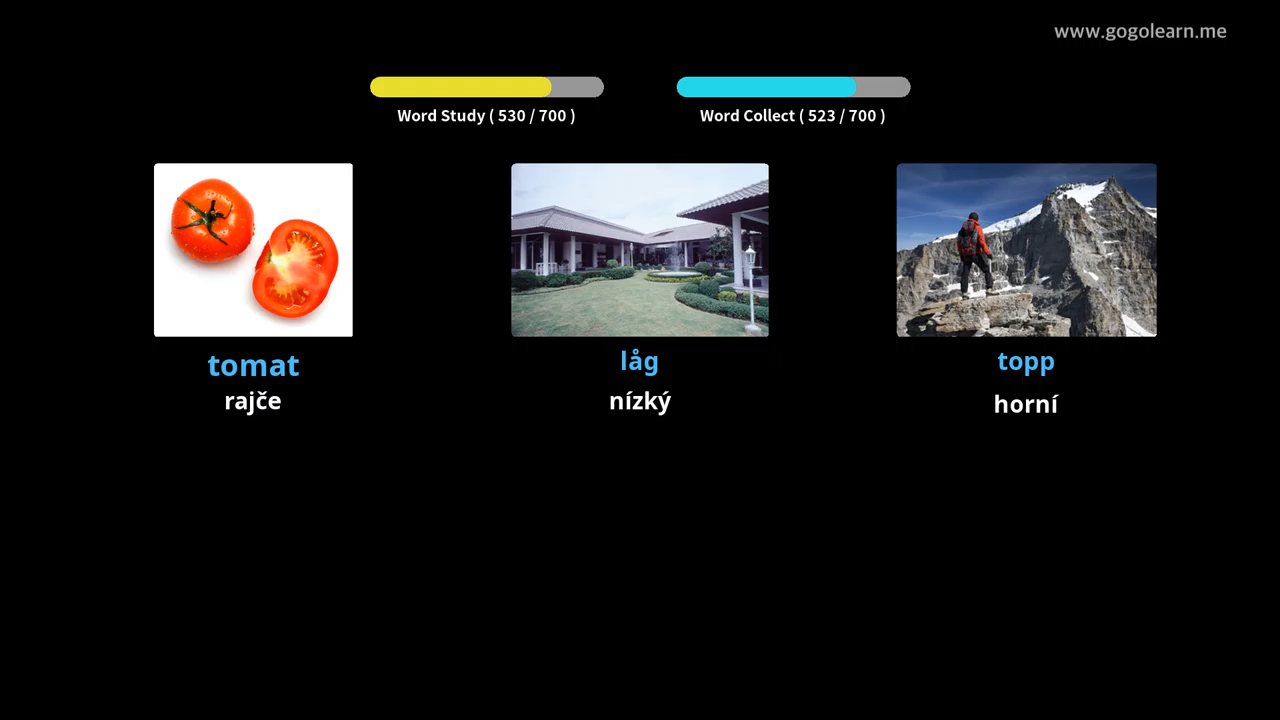 www.gogolearn.me
Word Study ( 530 / 700 )
Word Collect ( 523 / 700 )
tomat
låg
topp
rajče
nízký
horní